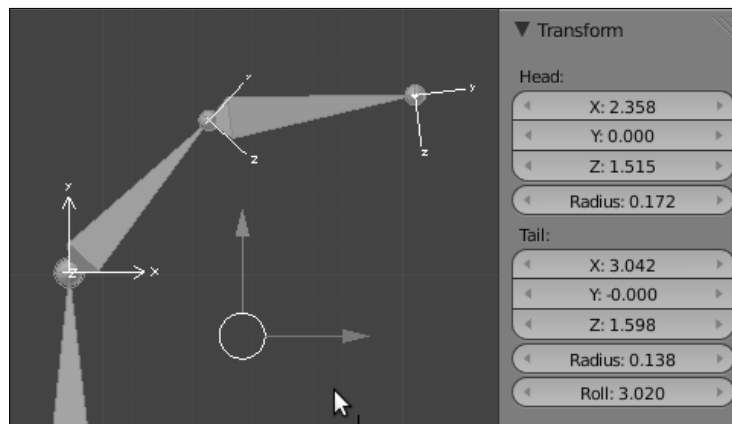 Transform
Head:
X: 2.358
Y: 0.000
Z: 1.515
Radius: 0.172
Tail:
X: 3.042
Y: -0.000
Z: 1.598
Radius: 0.138
Roll: 3.020
Y
Z
y
z
y
Z
X